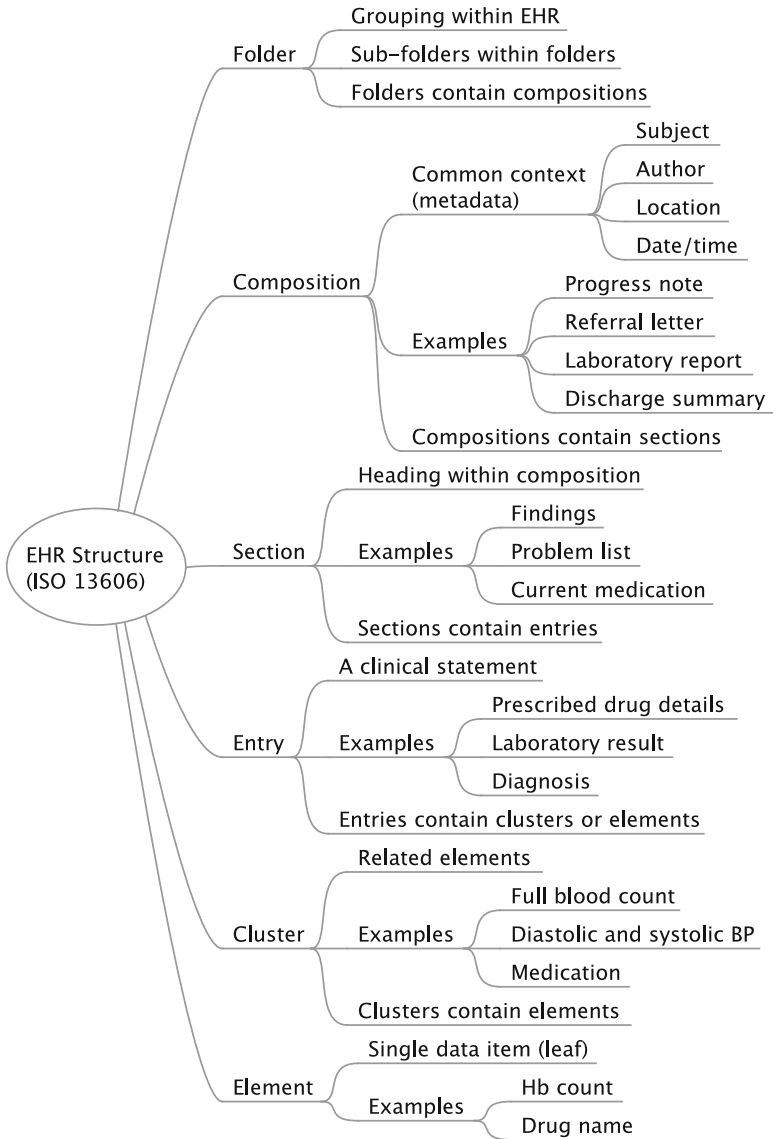 Grouping within EHR
Folder
Sub-folders within folders
Folders contain compositions
Subject
Common context
(metadata)
Author
Location
Date/time
Composition
Progress note
Examples
Referral letter
Laboratory report
Discharge summary
Compositions contain sections
EHR Structure
(ISO 13606)
Heading within composition
Section
Findings
Examples
Problem list
Current medication
Sections contain entries
A clinical statement
Entry
Prescribed drug details
Examples
Laboratory result
Diagnosis
Entries contain clusters or elements
Related elements
Cluster
Full blood count
Examples
Diastolic and systolic BP
Medication
Clusters contain elements
Single data item (leaf)
Element
Hb count
Examples
Drug name